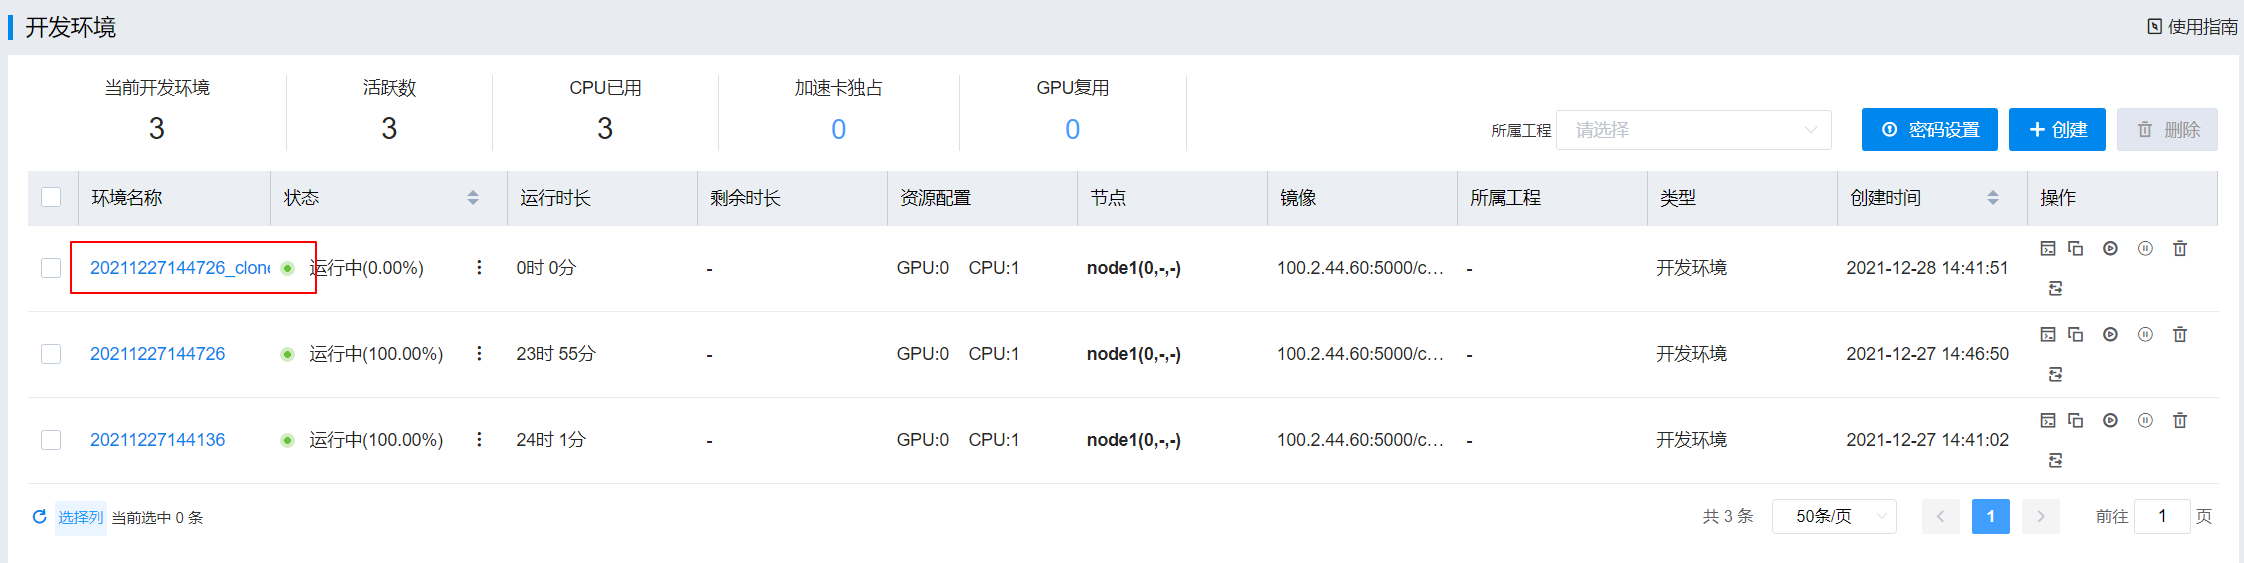 开发环境
使用指南
当前开发环境 活跃数 CPU已用 加速卡独占 GPU复用
3 3 3 0 0
所属工程 请选择 密码设置 创建 删除
环境名称 状态 运行时长 剩余时长 资源配置 节点 镜像 所属工程 类型 创建时间 操作
20211227144726_clone 运行中(0.00%) 0时 0分 - GPU:0 CPU:1 node1(0,-,-) 100.2.44.60:5000/c... - 开发环境 2021-12-28 14:41:51
20211227144726 运行中(100.00%) 23时 55分 - GPU:0 CPU:1 node1(0,-,-) 100.2.44.60:5000/c... - 开发环境 2021-12-27 14:46:50
20211227144136 运行中(100.00%) 24时 1分 - GPU:0 CPU:1 node1(0,-,-) 100.2.44.60:5000/c... - 开发环境 2021-12-27 14:41:02
选择列 当前选中 0 条 共 3 条 50条/页 1 前往 1 页